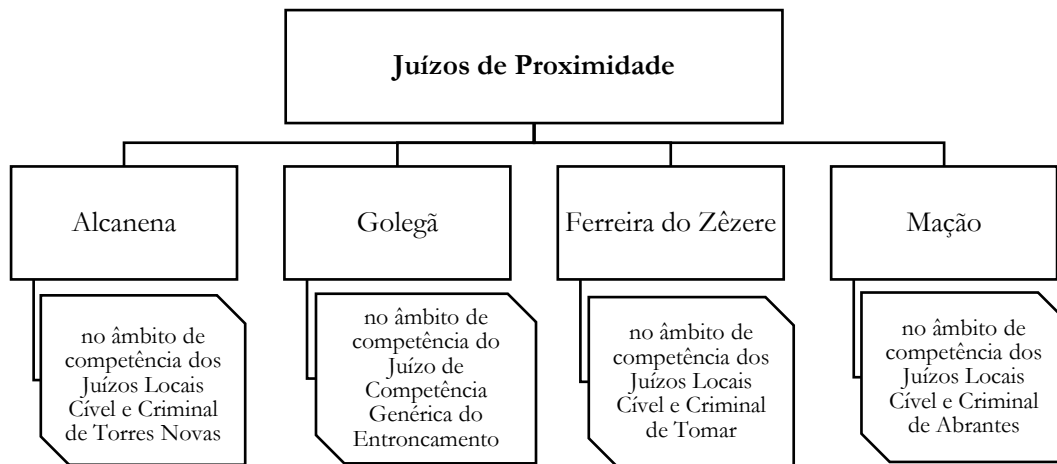 Juízos de Proximidade
Alcanena
Golegã
Ferreira do Zêzere
Mação
no âmbito de
competência dos
Juízos Locais
Cível e Criminal
de Torres Novas
no âmbito de
competência do
Juízo de
Competência
Genérica do
Entroncamento
no âmbito de
competência dos
Juízos Locais
Cível e Criminal
de Tomar
no âmbito de
competência dos
Juízos Locais
Cível e Criminal
de Abrantes